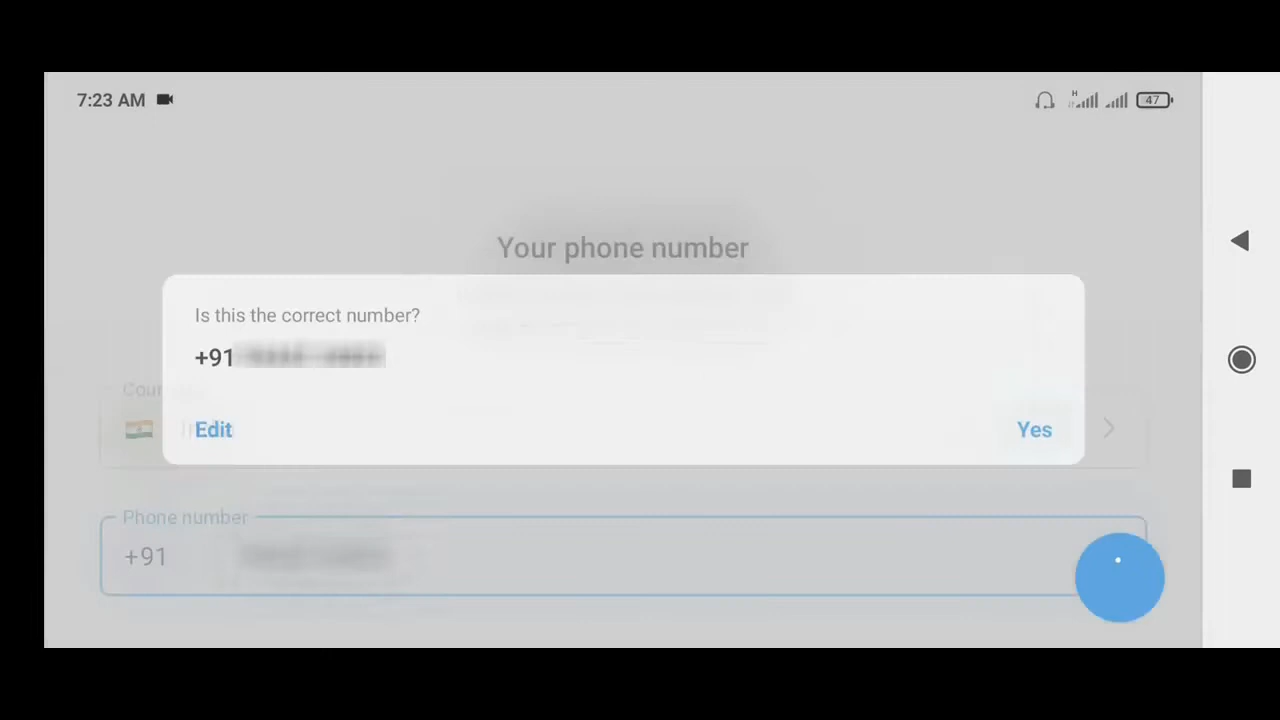 7:23 AM
H
47
Your phone number
Is this the correct number?
+91
Edit
Yes
Phone number
+91